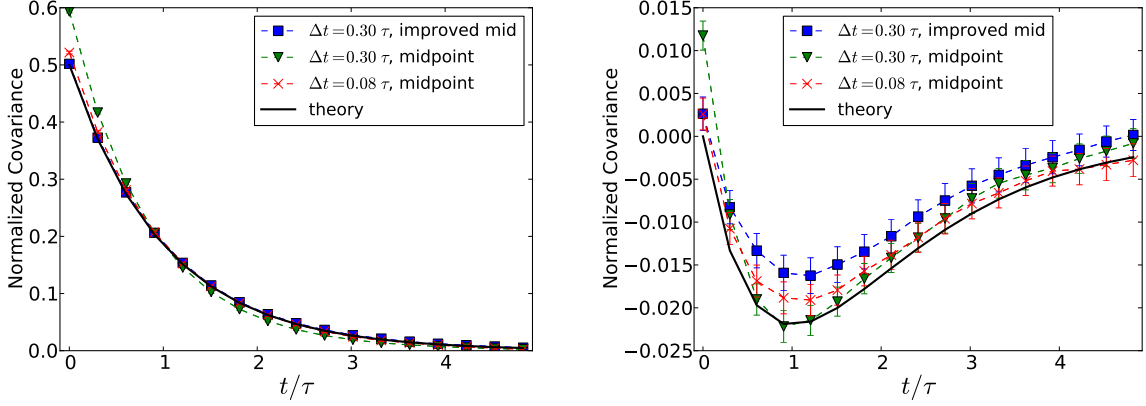 Normalized Covariance
0.6
0.5
0.4
0.3
0.2
0.1
0.0
Δt=0.30 τ, improved mid
Δt=0.30 τ, midpoint
Δt=0.08 τ, midpoint
theory
0 1 2 3 4
t/τ
Normalized Covariance
0.015
0.010
0.005
0.000
−0.005
−0.010
−0.015
−0.020
−0.025
Δt=0.30 τ, improved mid
Δt=0.30 τ, midpoint
Δt=0.08 τ, midpoint
theory
0 1 2 3 4
t/τ